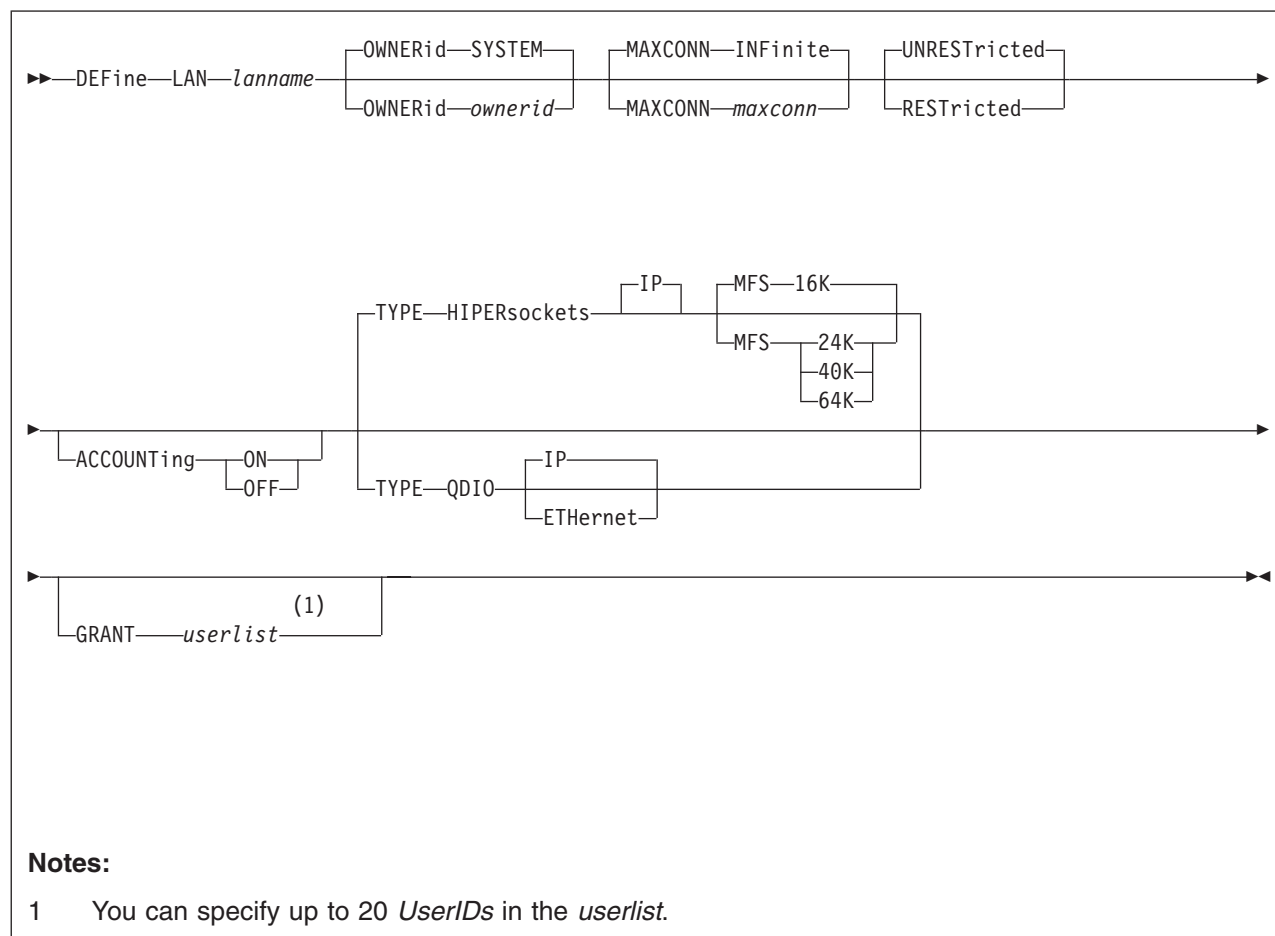 OWNERid SYSTEM MAXCONN INFinite UNRESTricted
DEFine LAN lanname
OWNERid ownerid MAXCONN maxconn RESTricted
IP MFS 16K
TYPE HIPERsockets
MFS 24K
40K
64K
ACCOUNTing ON IP
OFF TYPE QDIO
ETHernet
(1)
GRANT userlist
Notes:
1 You can specify up to 20 UserIDs in the userlist.